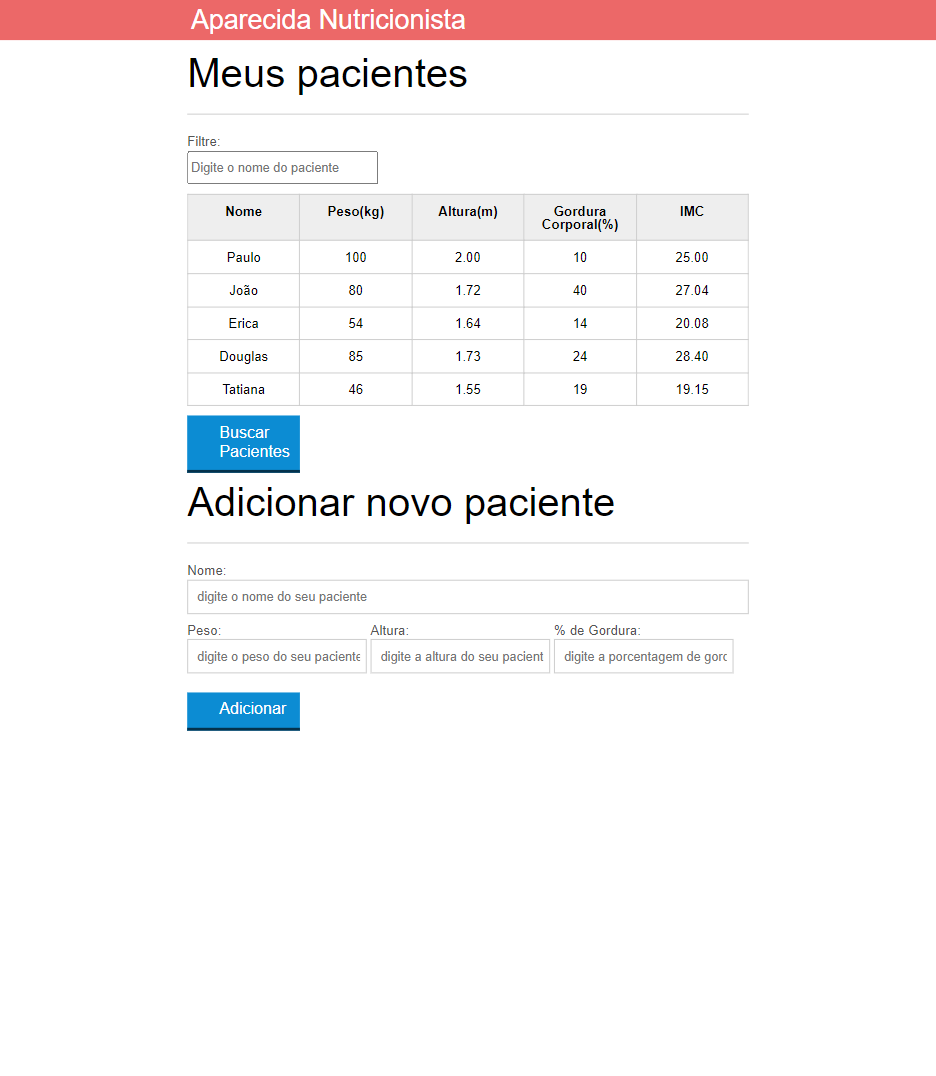 Aparecida Nutricionista
Meus pacientes
Filtre:
Digite o nome do paciente
Nome Peso(kg) Altura(m) Gordura Corporal(%) IMC
Paulo 100 2.00 10 25.00
João 80 1.72 40 27.04
Erica 54 1.64 14 20.08
Douglas 85 1.73 24 28.40
Tatiana 46 1.55 19 19.15
Buscar
Pacientes
Adicionar novo paciente
Nome:
digite o nome do seu paciente
Peso: Altura: % de Gordura:
digite o peso do seu paciente digite a altura do seu pacient digite a porcentagem de gord
Adicionar